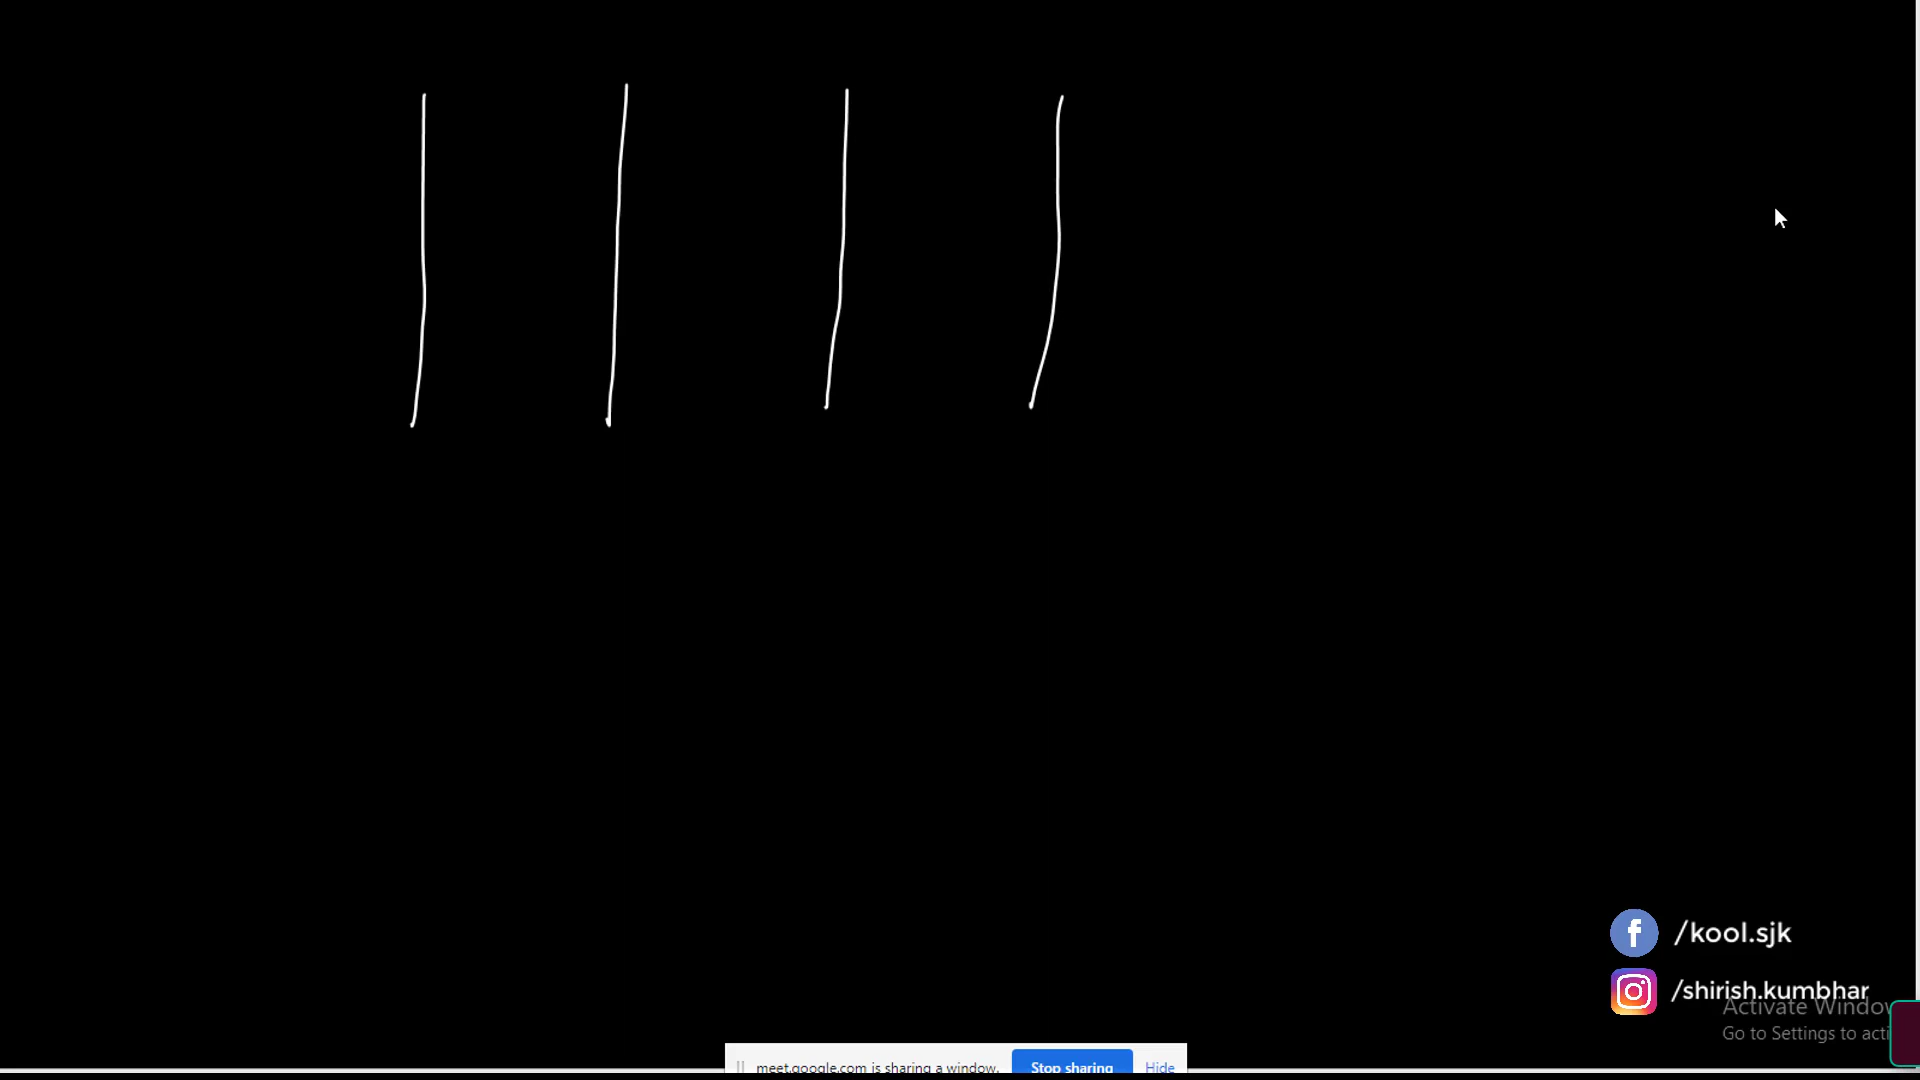 /kool.sjk
/shirish.kumbhar
Activate Windo
Go to Settings to acti
meet.google.com is sharing a window. Stop sharing Hide